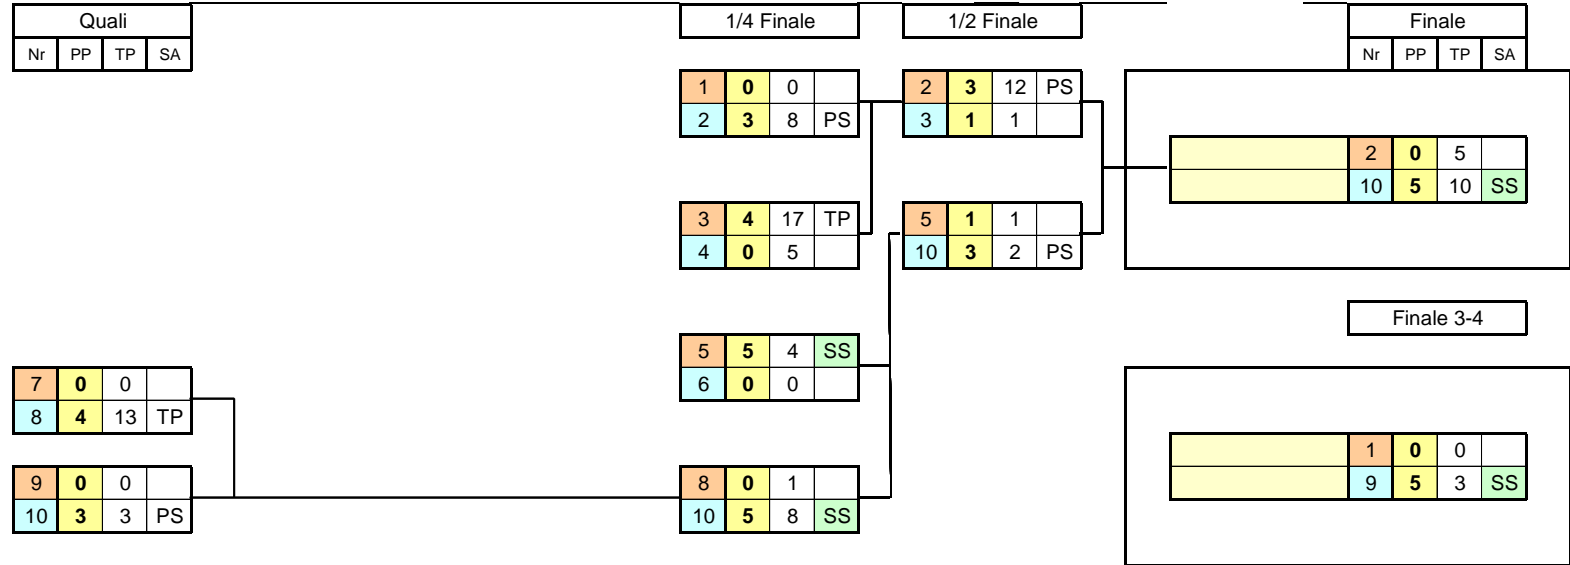 Quali 1/4 Finale 1/2 Finale Finale
Nr PP TP SA Nr PP TP SA
1 0 0 2 3 12 PS
2 3 8 PS 3 1 1
2 0 5
10 5 10 SS
3 4 17 TP 5 1 1
4 0 5 10 3 2 PS
Finale 3-4
5 5 4 SS
6 0 0
7 0 0
8 4 13 TP
1 0 0
9 5 3 SS
9 0 0 8 0 1
10 3 3 PS 10 5 8 SS